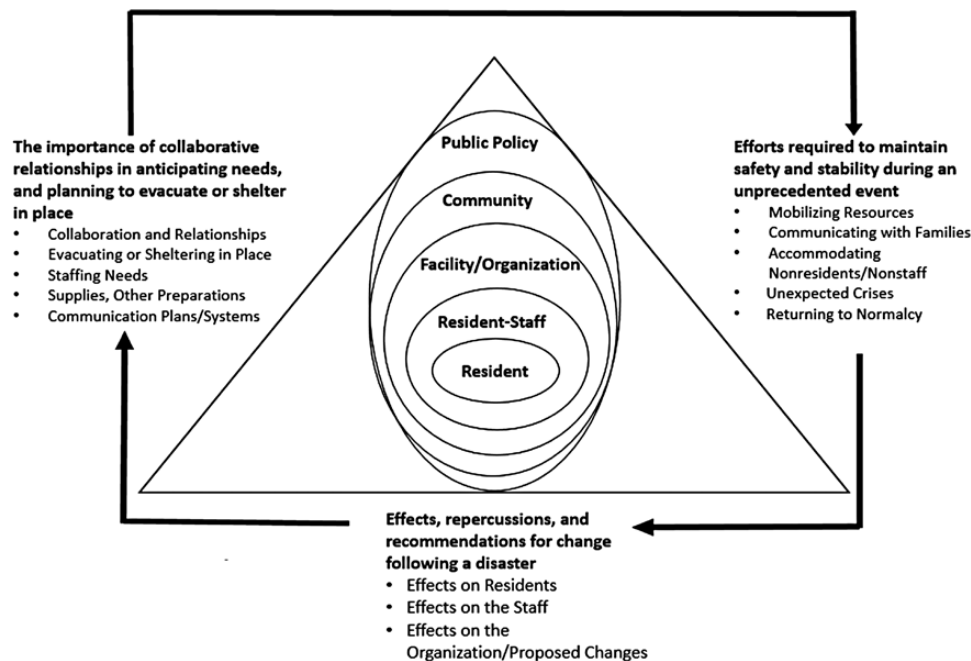 The importance of collaborative
relationships in anticipating needs,
and planning to evacuate or shelter
in place
• Collaboration and Relationships
• Evacuating or Sheltering in Place
• Staffing Needs
• Supplies, Other Preparations
• Communication Plans/Systems
Public Policy
Community
Facility/Organization
Resident-Staff
Resident
Efforts required to maintain
safety and stability during an
unprecedented event
• Mobilizing Resources
• Communicating with Families
• Accommodating
Nonresidents/Nonstaff
• Unexpected Crises
• Returning to Normalcy
Effects, repercussions, and
recommendations for change
following a disaster
• Effects on Residents
• Effects on the Staff
• Effects on the
Organization/Proposed Changes